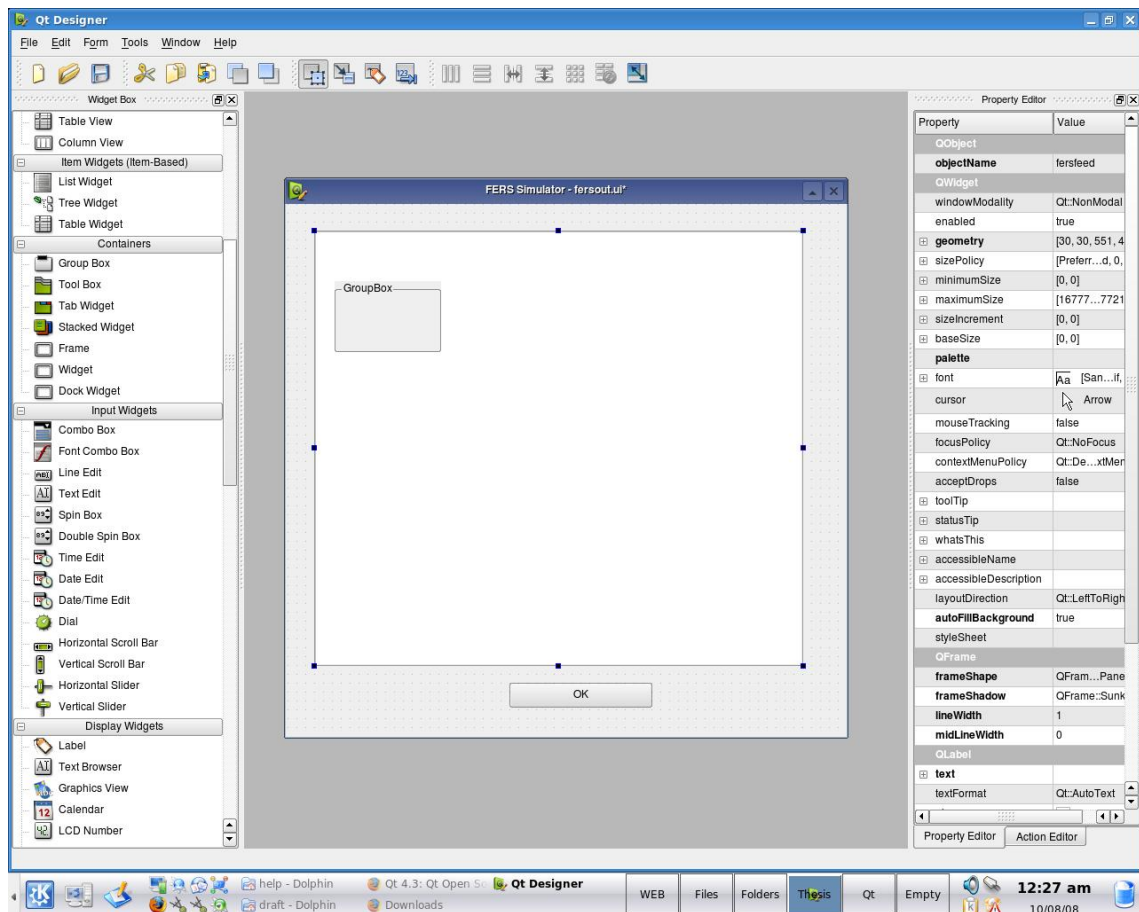 Qt Designer
File Edit Form Tools Window Help
Widget Box
Table View
Column View
Item Widgets (Item-Based)
List Widget
Tree Widget
Table Widget
Containers
Group Box
Tool Box
Tab Widget
Stacked Widget
Frame
Widget
Dock Widget
Input Widgets
Combo Box
Font Combo Box
Line Edit
Text Edit
Spin Box
Double Spin Box
Time Edit
Date Edit
Date/Time Edit
Dial
Horizontal Scroll Bar
Vertical Scroll Bar
Horizontal Slider
Vertical Slider
Display Widgets
Label
Text Browser
Graphics View
Calendar
LCD Number
FERS Simulator - fersout.ui*
GroupBox
OK
Property Editor
Property Value
QObject
objectName fersfeed
QWidget
windowModality Qt::NonModal
enabled true
geometry [30, 30, 551, 4
sizePolicy [Preferr...d, 0,
minimumSize [0, 0]
maximumSize [16777...7721
sizeIncrement [0, 0]
baseSize [0, 0]
palette
font Aa [San...if,
cursor Arrow
mouseTracking false
focusPolicy Qt::NoFocus
contextMenuPolicy Qt::De...xtMen
acceptDrops false
toolTip
statusTip
whatsThis
accessibleName
accessibleDescription
layoutDirection Qt::LeftToRigh
autoFillBackground true
styleSheet
QFrame
frameShape QFram...Pane
frameShadow QFrame::Sunk
lineWidth 1
midLineWidth 0
QLabel
text
textFormat Qt::AutoText
Property Editor Action Editor
help - Dolphin Qt 4.3: Qt Open So Qt Designer
draft - Dolphin Downloads
WEB Files Folders Thesis Qt Empty
12:27 am
10/08/08